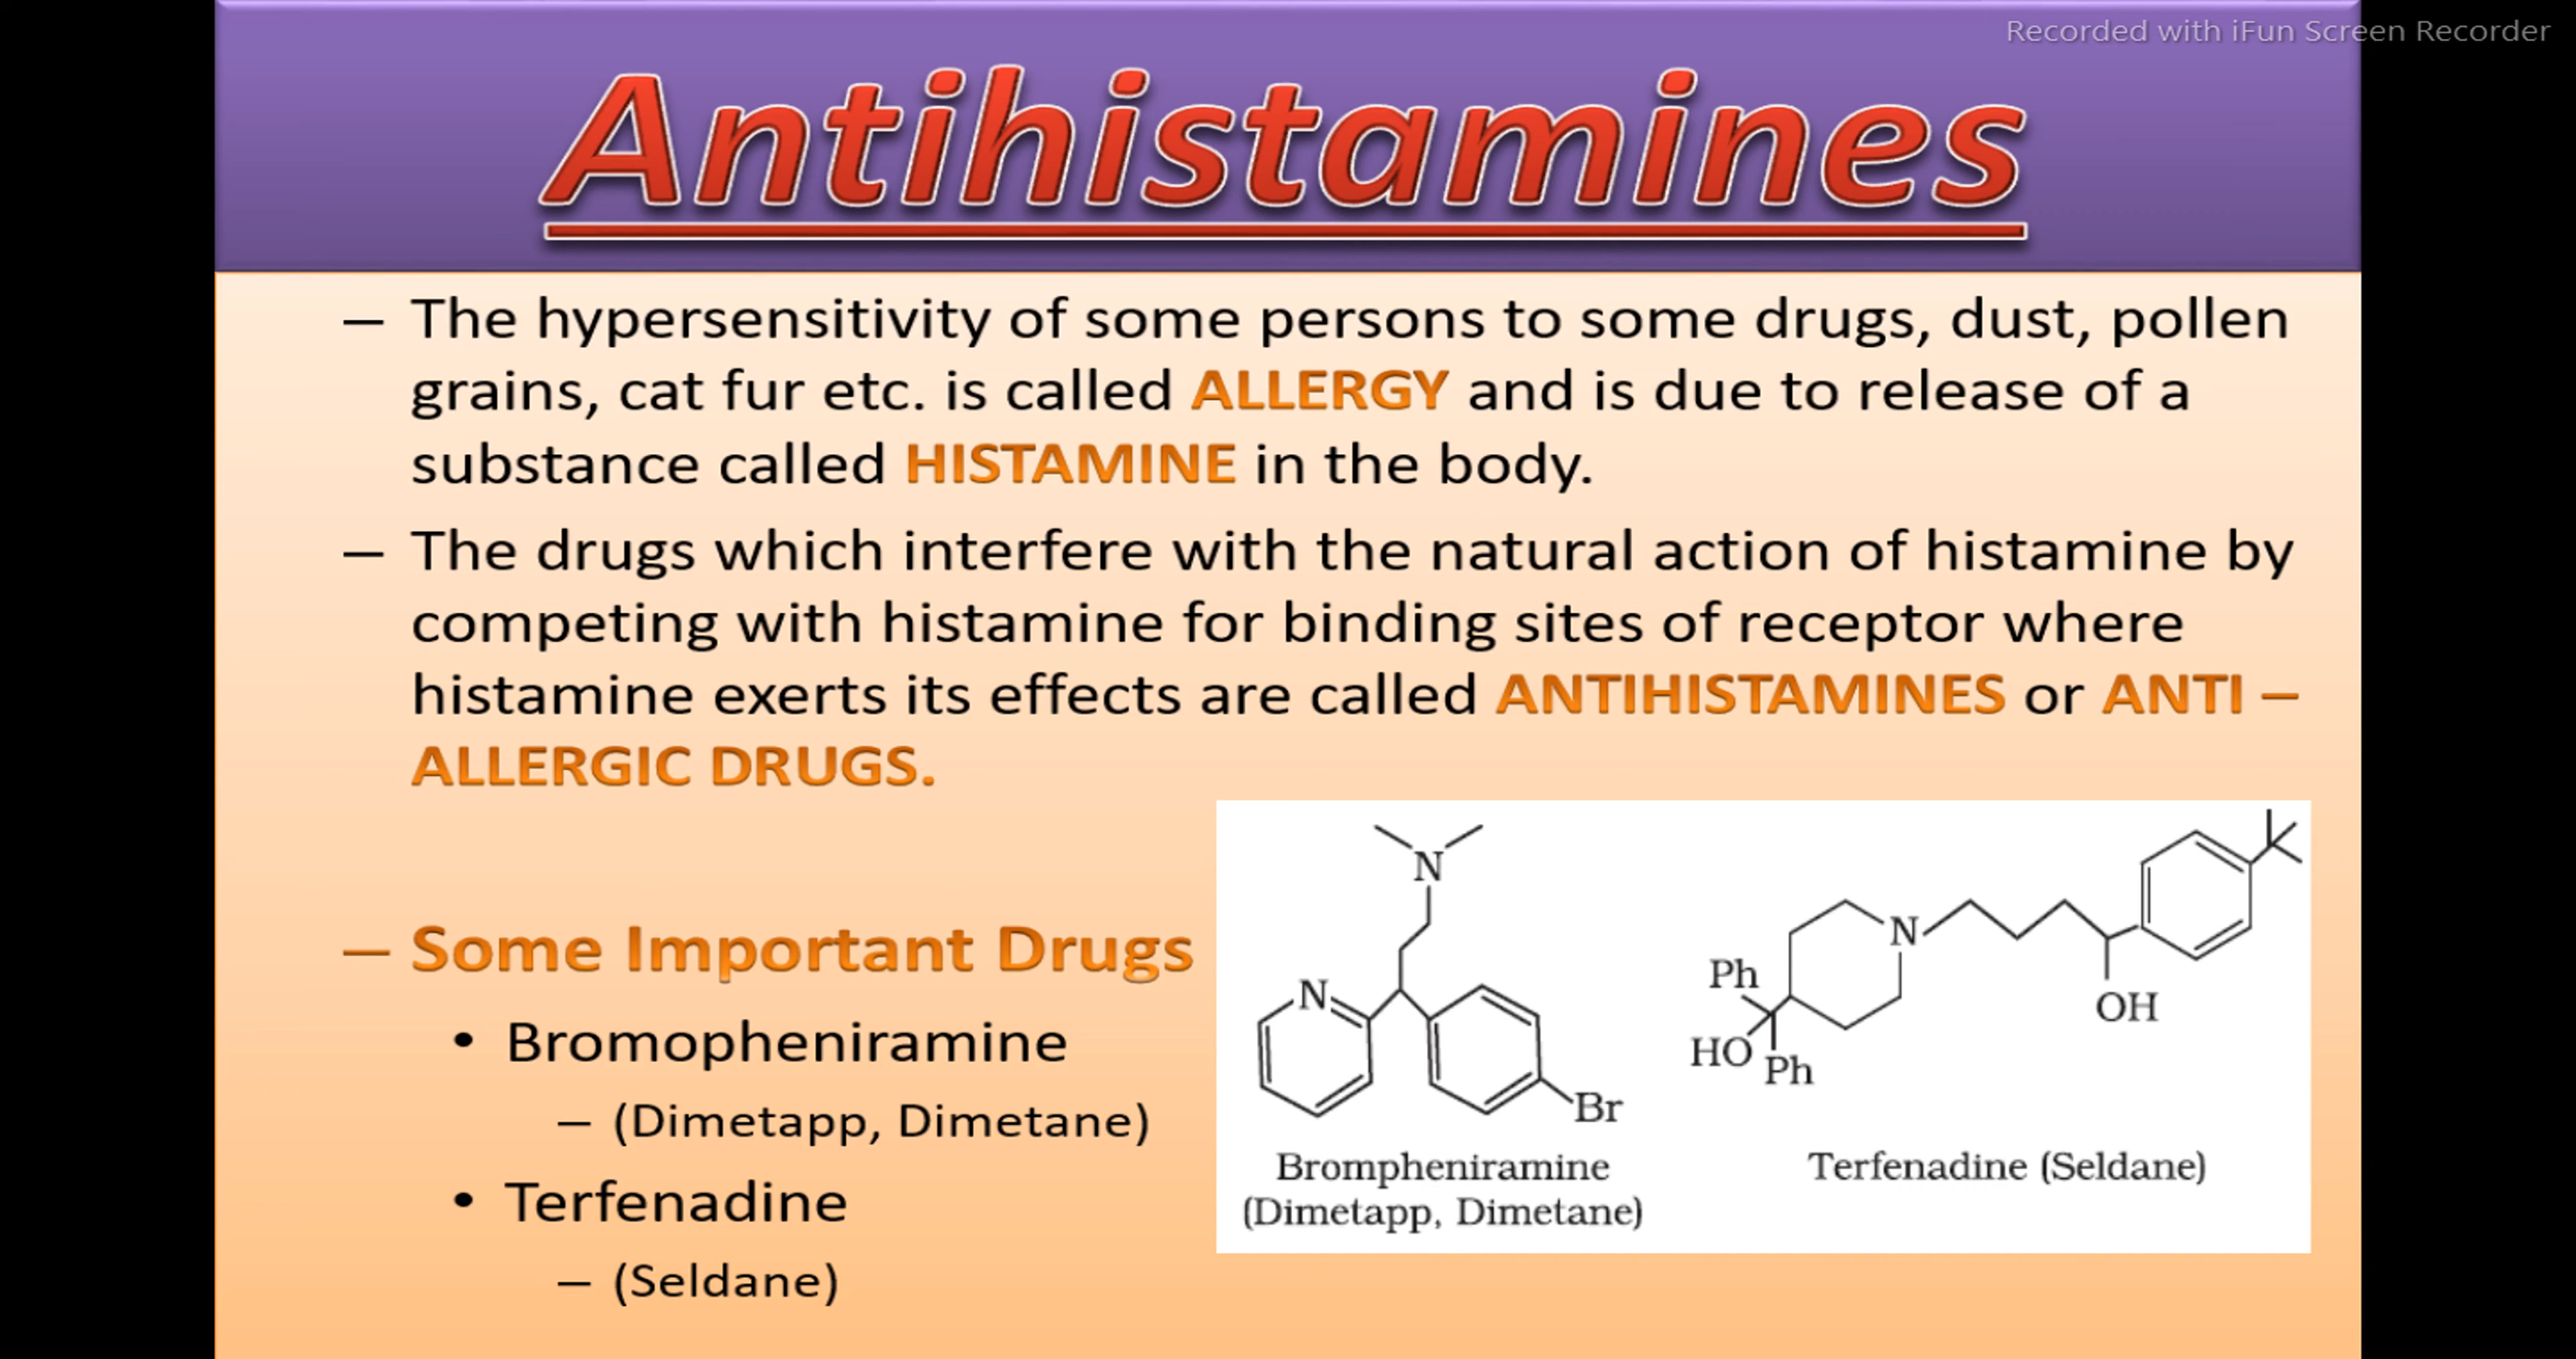 Recorded with iFun Screen Recorder
Antihistamines
– The hypersensitivity of some persons to some drugs, dust, pollen
grains, cat fur etc. is called ALLERGY and is due to release of a
substance called HISTAMINE in the body.
– The drugs which interfere with the natural action of histamine by
competing with histamine for binding sites of receptor where
histamine exerts its effects are called ANTIHISTAMINES or ANTI –
ALLERGIC DRUGS.
– Some Important Drugs
• Bromopheniramine
– (Dimetapp, Dimetane)
• Terfenadine
– (Seldane)
N
N
Br
Brompheniramine
(Dimetapp, Dimetane)
N
Ph
HO
Ph
OH
Terfenadine (Seldane)